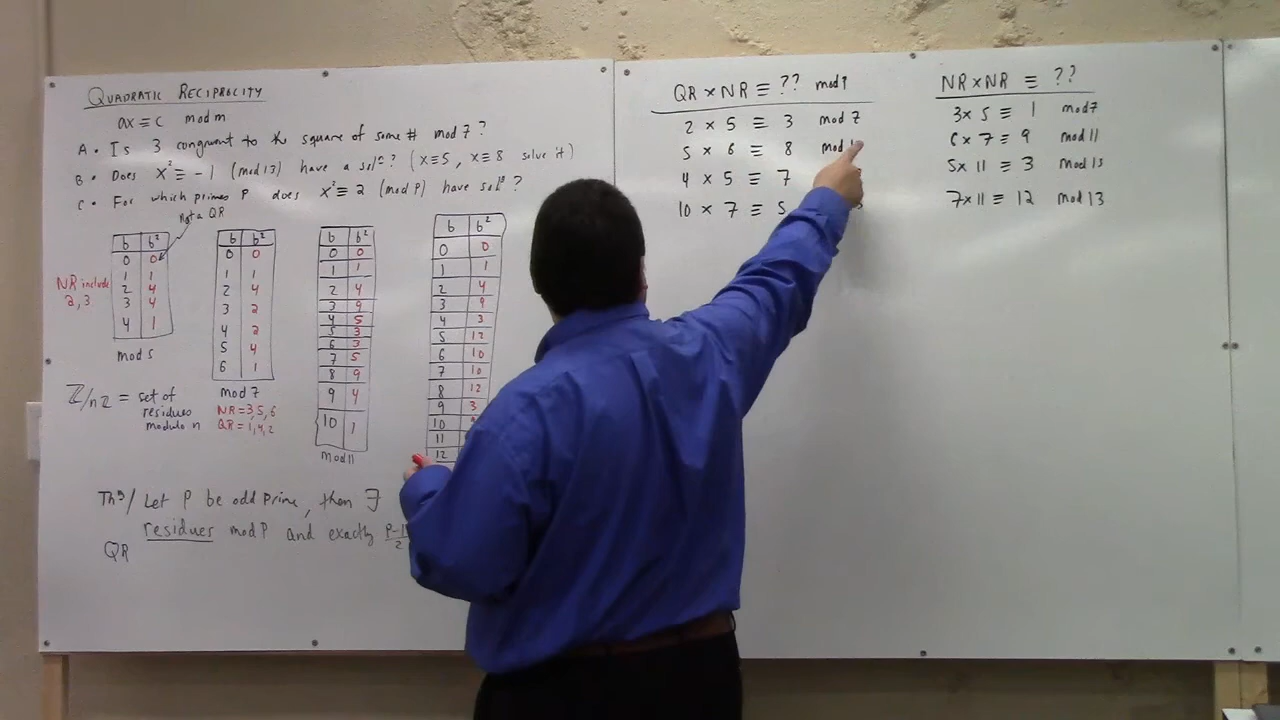 QUADRATIC RECIPROCITY
ax ≡ c mod m
A • Is 3 congruent to the square of some # mod 7?
B • Does x² ≡ -1 (mod 13) have a solⁿ? (x≡5, x≡8 solve it)
C • For which primes P does x² ≡ 2 (mod P) have solⁿ?
not a QR
NR include
2, 3
b b²
0 0
1 1
2 4
3 4
4 1
mod 5
b b²
0 0
1 1
2 4
3 2
4 2
5 4
6 1
mod 7
NR = 3,5,6
QR = 1,4,2
b b²
0 0
1 1
2 4
3 9
4 5
5 3
6 3
7 5
8 9
9 4
10 1
mod 11
b b²
0 0
1 1
2 4
3 9
4 3
5 12
6 10
7 10
8 12
9 3
10
11
12
ℤ/nℤ = set of
residues
modulo n
Thᵐ/ Let P be odd prime, then ∃
residues mod P and exactly P-1/2
QR
QR × NR ≡ ?? mod P
2 × 5 ≡ 3 mod 7
5 × 6 ≡ 8 mod
4 × 5 ≡ 7
10 × 7 ≡ 5
NR × NR ≡ ??
3 × 5 ≡ 1 mod 7
6 × 7 ≡ 9 mod 11
5 × 11 ≡ 3 mod 13
7 × 11 ≡ 12 mod 13